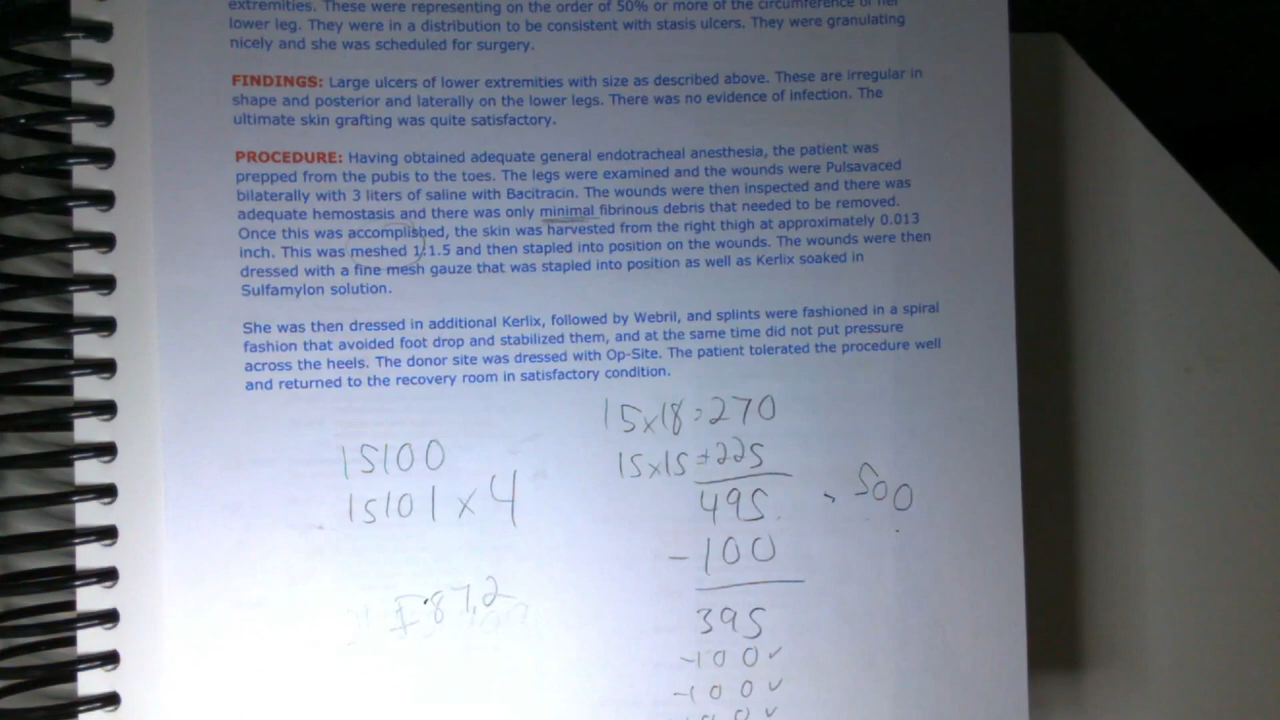 extremities. These were representing on the order of 50% or more of the circumference of her
lower leg. They were in a distribution to be consistent with stasis ulcers. They were granulating
nicely and she was scheduled for surgery.
FINDINGS: Large ulcers of lower extremities with size as described above. These are irregular in
shape and posterior and laterally on the lower legs. There was no evidence of infection. The
ultimate skin grafting was quite satisfactory.
PROCEDURE: Having obtained adequate general endotracheal anesthesia, the patient was
prepped from the pubis to the toes. The legs were examined and the wounds were Pulsavaced
bilaterally with 3 liters of saline with Bacitracin. The wounds were then inspected and there was
adequate hemostasis and there was only minimal fibrinous debris that needed to be removed.
Once this was accomplished, the skin was harvested from the right thigh at approximately 0.013
inch. This was meshed 1:1.5 and then stapled into position on the wounds. The wounds were then
dressed with a fine mesh gauze that was stapled into position as well as Kerlix soaked in
Sulfamylon solution.
She was then dressed in additional Kerlix, followed by Webril, and splints were fashioned in a spiral
fashion that avoided foot drop and stabilized them, and at the same time did not put pressure
across the heels. The donor site was dressed with Op-Site. The patient tolerated the procedure well
and returned to the recovery room in satisfactory condition.
15100
15101 x 4
I87.2
15x18=270
15x15=225
495
500
-100
395
-100✓
-100✓